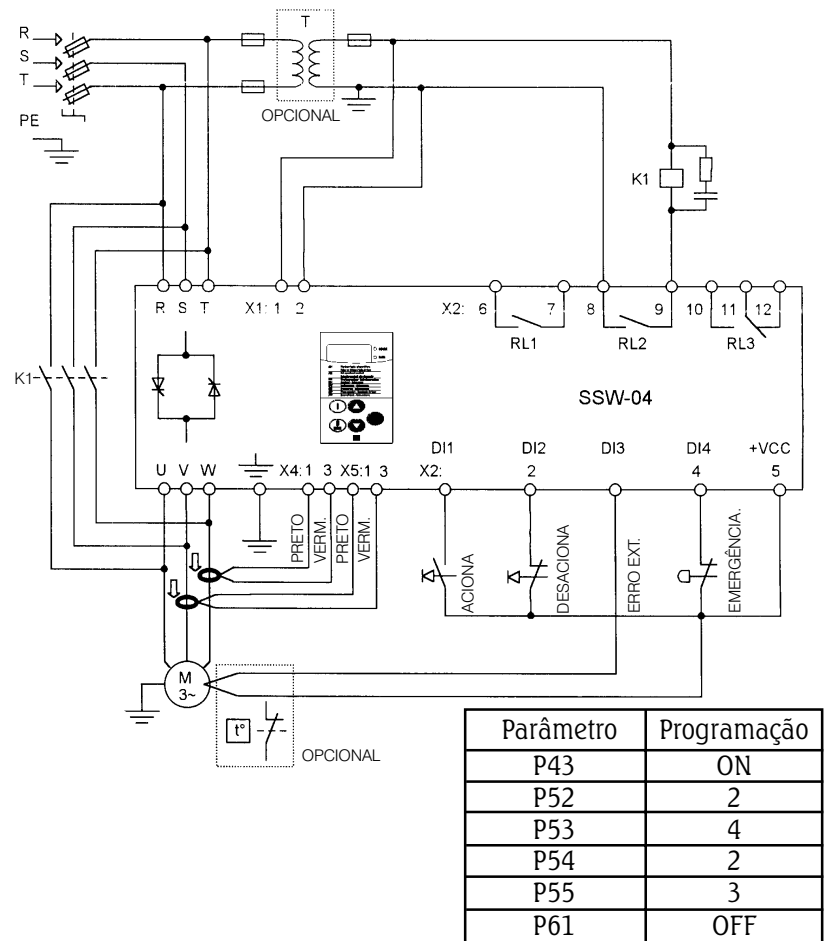 T
R
S
T
PE
OPCIONAL
K1
R S T X1: 1 2 X2: 6 7 8 9 10 11 12
RL1 RL2 RL3
K1
SSW-04
DI1 DI2 DI3 DI4 +VCC
U V W X4:1 3 X5:1 3 X2: 2 4 5
PRETO
VERM.
PRETO
VERM.
ACIONA
DESACIONA
ERRO EXT.
EMERGÊNCIA.
M
3~
tº
OPCIONAL
Parâmetro Programação
P43 ON
P52 2
P53 4
P54 2
P55 3
P61 OFF